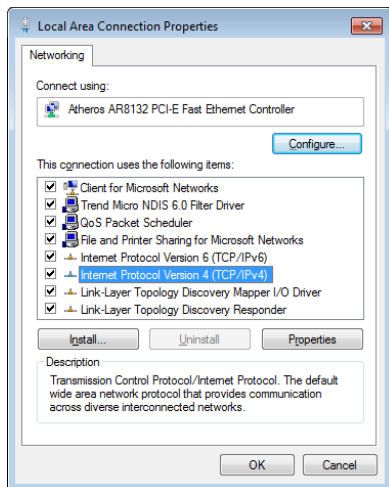 Local Area Connection Properties
Networking
Connect using:
Atheros AR8132 PCI-E Fast Ethernet Controller
Configure...
This connection uses the following items:
Client for Microsoft Networks
Trend Micro NDIS 6.0 Filter Driver
QoS Packet Scheduler
File and Printer Sharing for Microsoft Networks
Internet Protocol Version 6 (TCP/IPv6)
Internet Protocol Version 4 (TCP/IPv4)
Link-Layer Topology Discovery Mapper I/O Driver
Link-Layer Topology Discovery Responder
Install... Uninstall Properties
Description
Transmission Control Protocol/Internet Protocol. The default
wide area network protocol that provides communication
across diverse interconnected networks.
OK Cancel